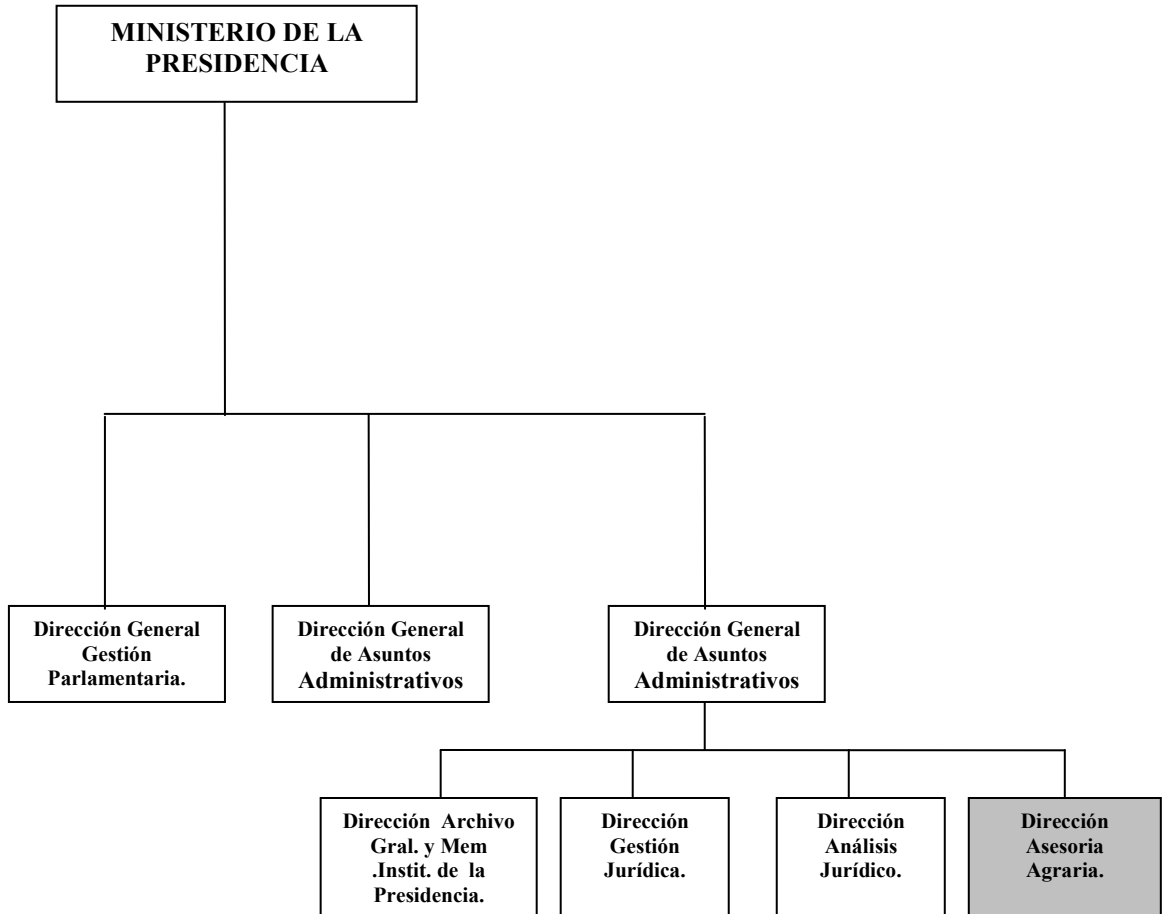 MINISTERIO DE LA
PRESIDENCIA
Dirección General
Gestión
Parlamentaria.
Dirección General
de Asuntos
Administrativos
Dirección General
de Asuntos
Administrativos
Dirección Archivo
Gral. y Mem
.Instit. de la
Presidencia.
Dirección
Gestión
Jurídica.
Dirección
Análisis
Jurídico.
Dirección
Asesoria
Agraria.